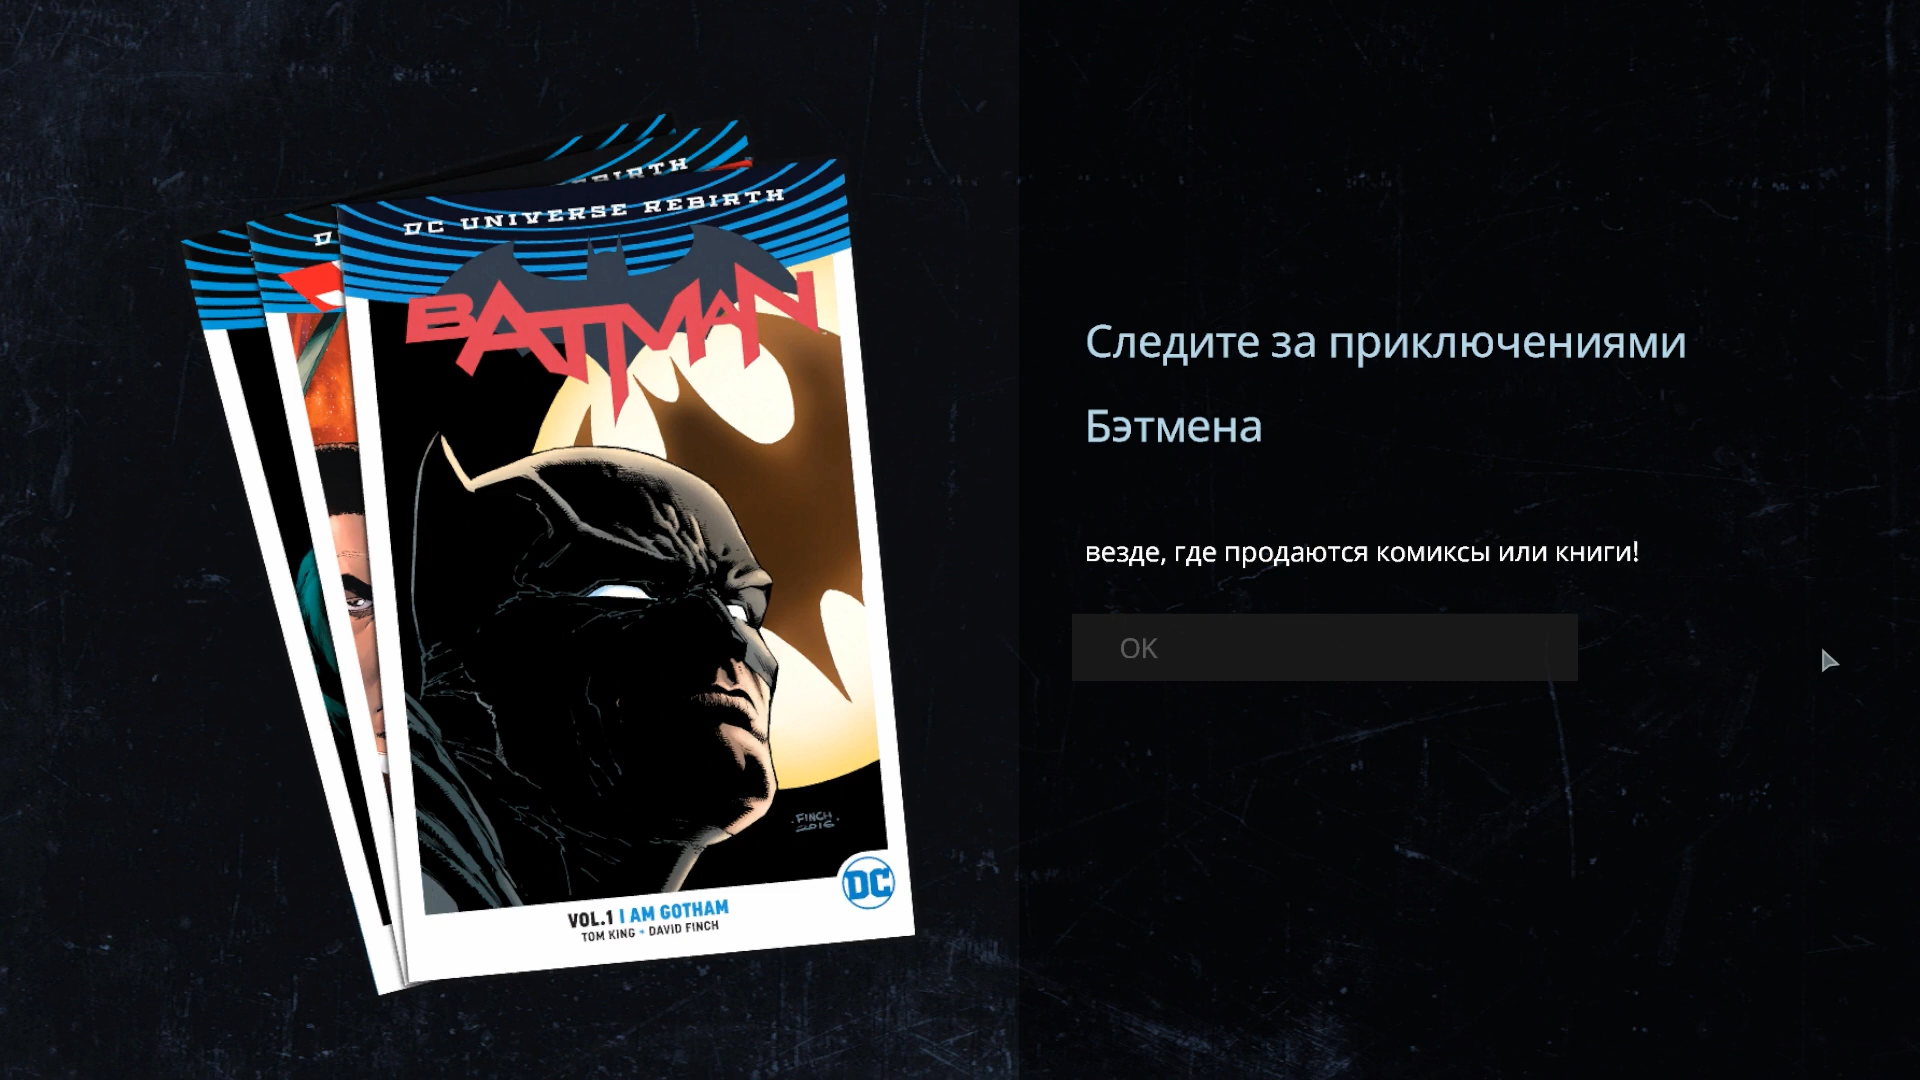 REBIRTH
D
DC UNIVERSE REBIRTH
BATMAN
FINCH
2016
DC
VOL.1 I AM GOTHAM
TOM KING • DAVID FINCH
Следите за приключениями
Бэтмена
везде, где продаются комиксы или книги!
OK